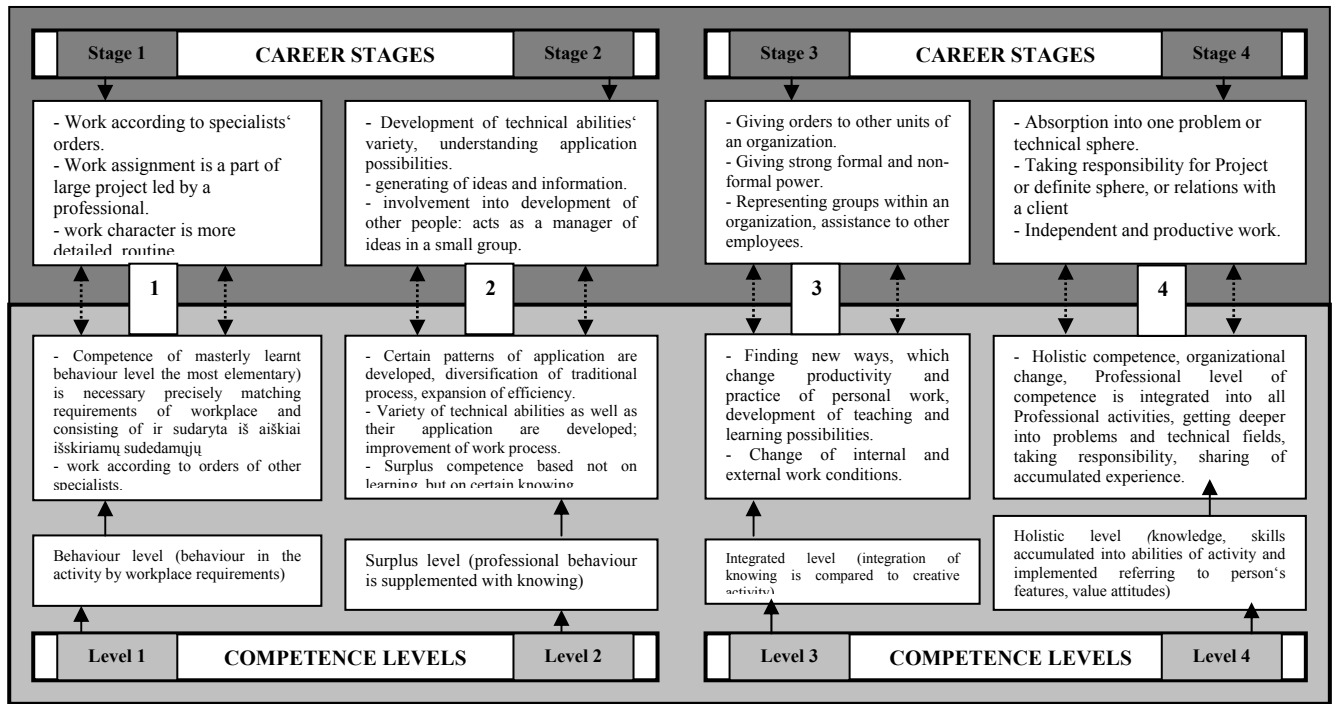 Stage 1
CAREER STAGES
Stage 2
Stage 3
CAREER STAGES
Stage 4
- Work according to specialists‘
orders.
- Work assignment is a part of
large project led by a
professional.
- work character is more
detailed, routine
- Development of technical abilities‘
variety, understanding application
possibilities.
- generating of ideas and information.
- involvement into development of
other people: acts as a manager of
ideas in a small group.
- Giving orders to other units of
an organization.
- Giving strong formal and non-
formal power.
- Representing groups within an
organization, assistance to other
employees.
- Absorption into one problem or
technical sphere.
- Taking responsibility for Project
or definite sphere, or relations with
a client
- Independent and productive work.
1
2
3
4
- Competence of masterly learnt
behaviour level the most elementary)
is necessary precisely matching
requirements of workplace and
consisting of ir sudaryta iš aiškiai
išskiriamų sudedamųjų
- work according to orders of other
specialists.
- Certain patterns of application are
developed, diversification of traditional
process, expansion of efficiency.
- Variety of technical abilities as well as
their application are developed;
improvement of work process.
- Surplus competence based not on
learning, but on certain knowing
- Finding new ways, which
change productivity and
practice of personal work,
development of teaching and
learning possibilities.
- Change of internal and
external work conditions.
- Holistic competence, organizational
change, Professional level of
competence is integrated into all
Professional activities, getting deeper
into problems and technical fields,
taking responsibility, sharing of
accumulated experience.
Behaviour level (behaviour in the
activity by workplace requirements)
Surplus level (professional behaviour
is supplemented with knowing)
Integrated level (integration of
knowing is compared to creative
activity)
Holistic level (knowledge, skills
accumulated into abilities of activity and
implemented referring to person‘s
features, value attitudes)
Level 1
COMPETENCE LEVELS
Level 2
Level 3
COMPETENCE LEVELS
Level 4